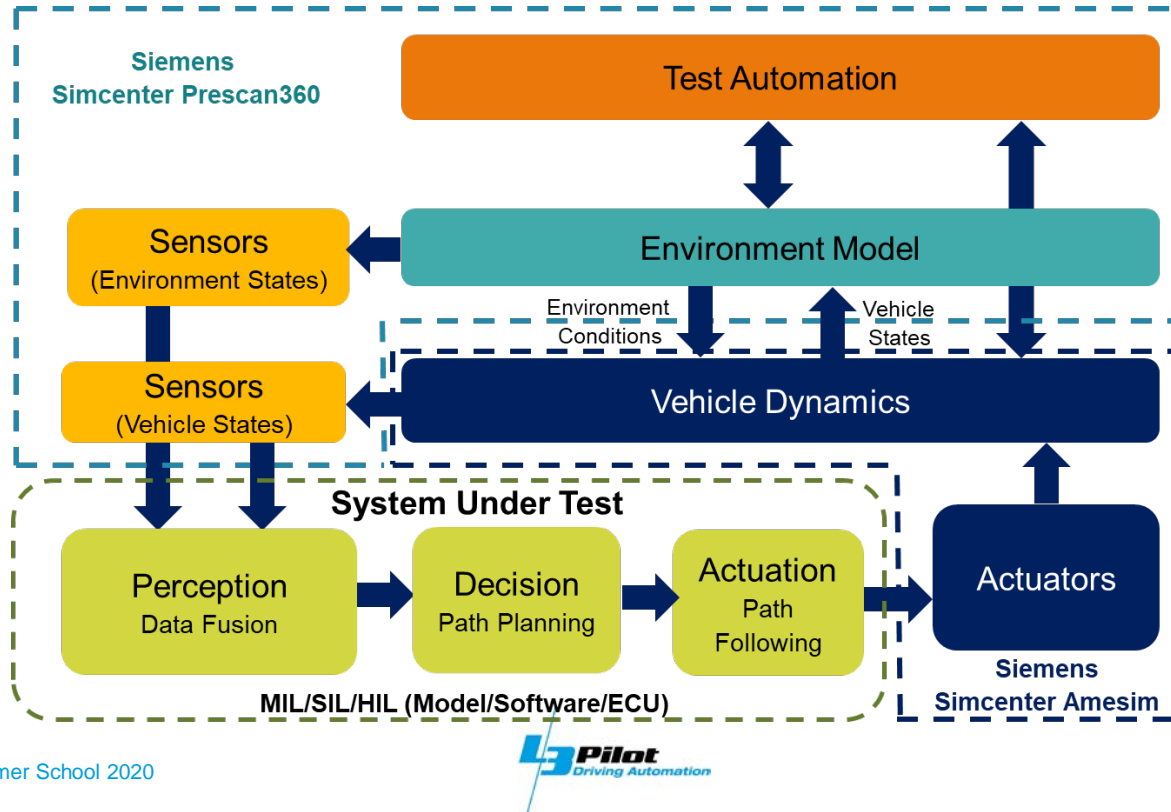 Siemens
Simcenter Prescan360
Test Automation
Sensors
(Environment States)
Environment Model
Environment
Conditions
Vehicle
States
Sensors
(Vehicle States)
Vehicle Dynamics
System Under Test
Perception
Data Fusion
Decision
Path Planning
Actuation
Path
Following
Actuators
MIL/SIL/HIL (Model/Software/ECU)
Siemens
Simcenter Amesim
L3Pilot
Driving Automation
mer School 2020